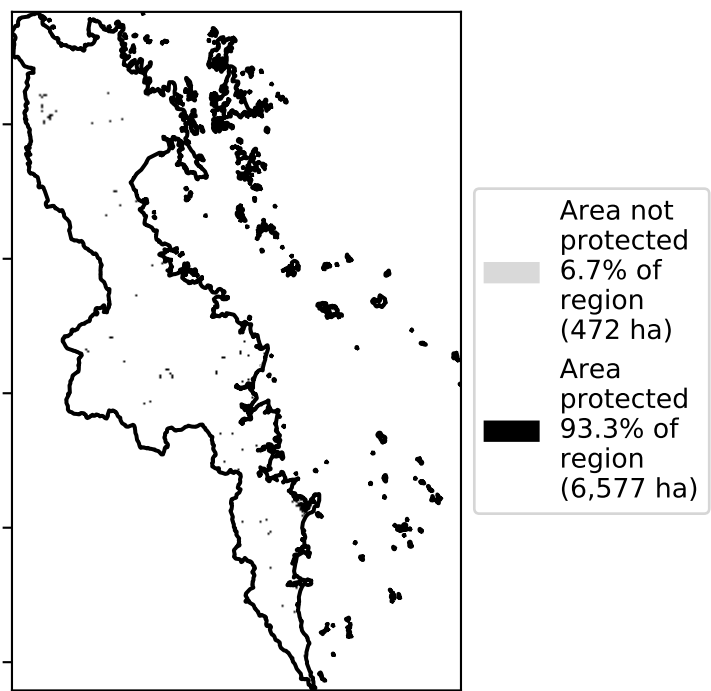 Area not
protected
6.7% of
region
(472 ha)
Area
protected
93.3% of
region
(6,577 ha)